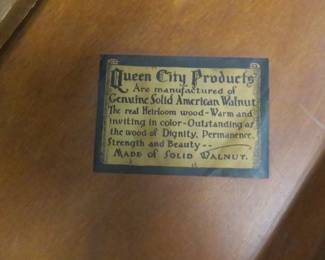 Queen City Products
Are manufactured of
Genuine Solid American Walnut
The real Heirloom wood-Warm and
inviting in color-Outstanding as
the wood of Dignity, Permanence,
Strength and Beauty--
MADE OF SOLID WALNUT.